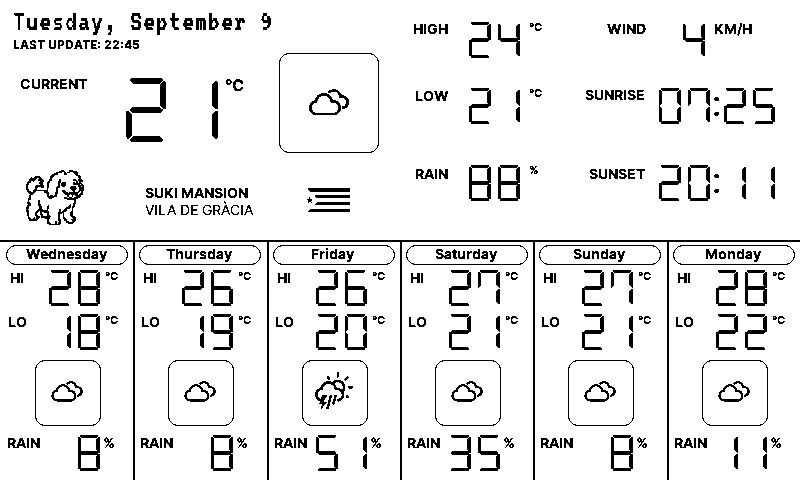 Tuesday, September 9
LAST UPDATE: 22:45
CURRENT 21 °C
SUKI MANSION
VILA DE GRÀCIA
HIGH 24 °C
LOW 21 °C
RAIN 88 %
WIND 4 KM/H
SUNRISE 07:25
SUNSET 20:11
Wednesday
HI 28 °C
LO 18 °C
RAIN 8 %
Thursday
HI 26 °C
LO 19 °C
RAIN 8 %
Friday
HI 26 °C
LO 20 °C
RAIN 51 %
Saturday
HI 27 °C
LO 21 °C
RAIN 35 %
Sunday
HI 27 °C
LO 21 °C
RAIN 8 %
Monday
HI 28 °C
LO 22 °C
RAIN 11 %